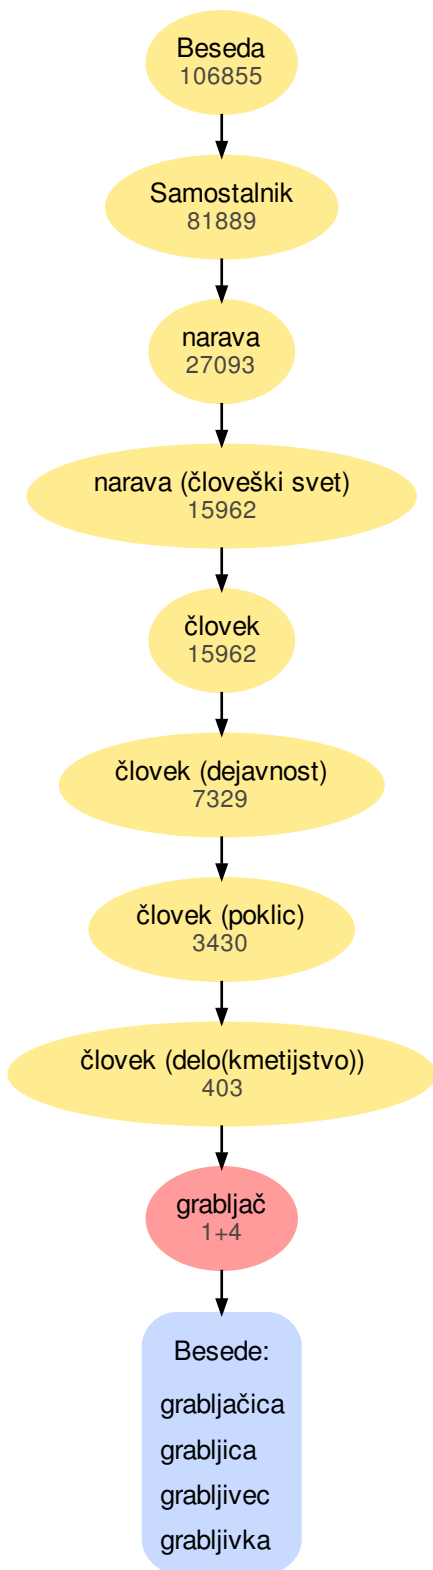 Beseda
106855
Samostalnik
81889
narava
27093
narava (človeški svet)
15962
človek
15962
človek (dejavnost)
7329
človek (poklic)
3430
človek (delo(kmetijstvo))
403
grabljač
1+4
Besede:
grabljačica
grabljica
grabljivec
grabljivka